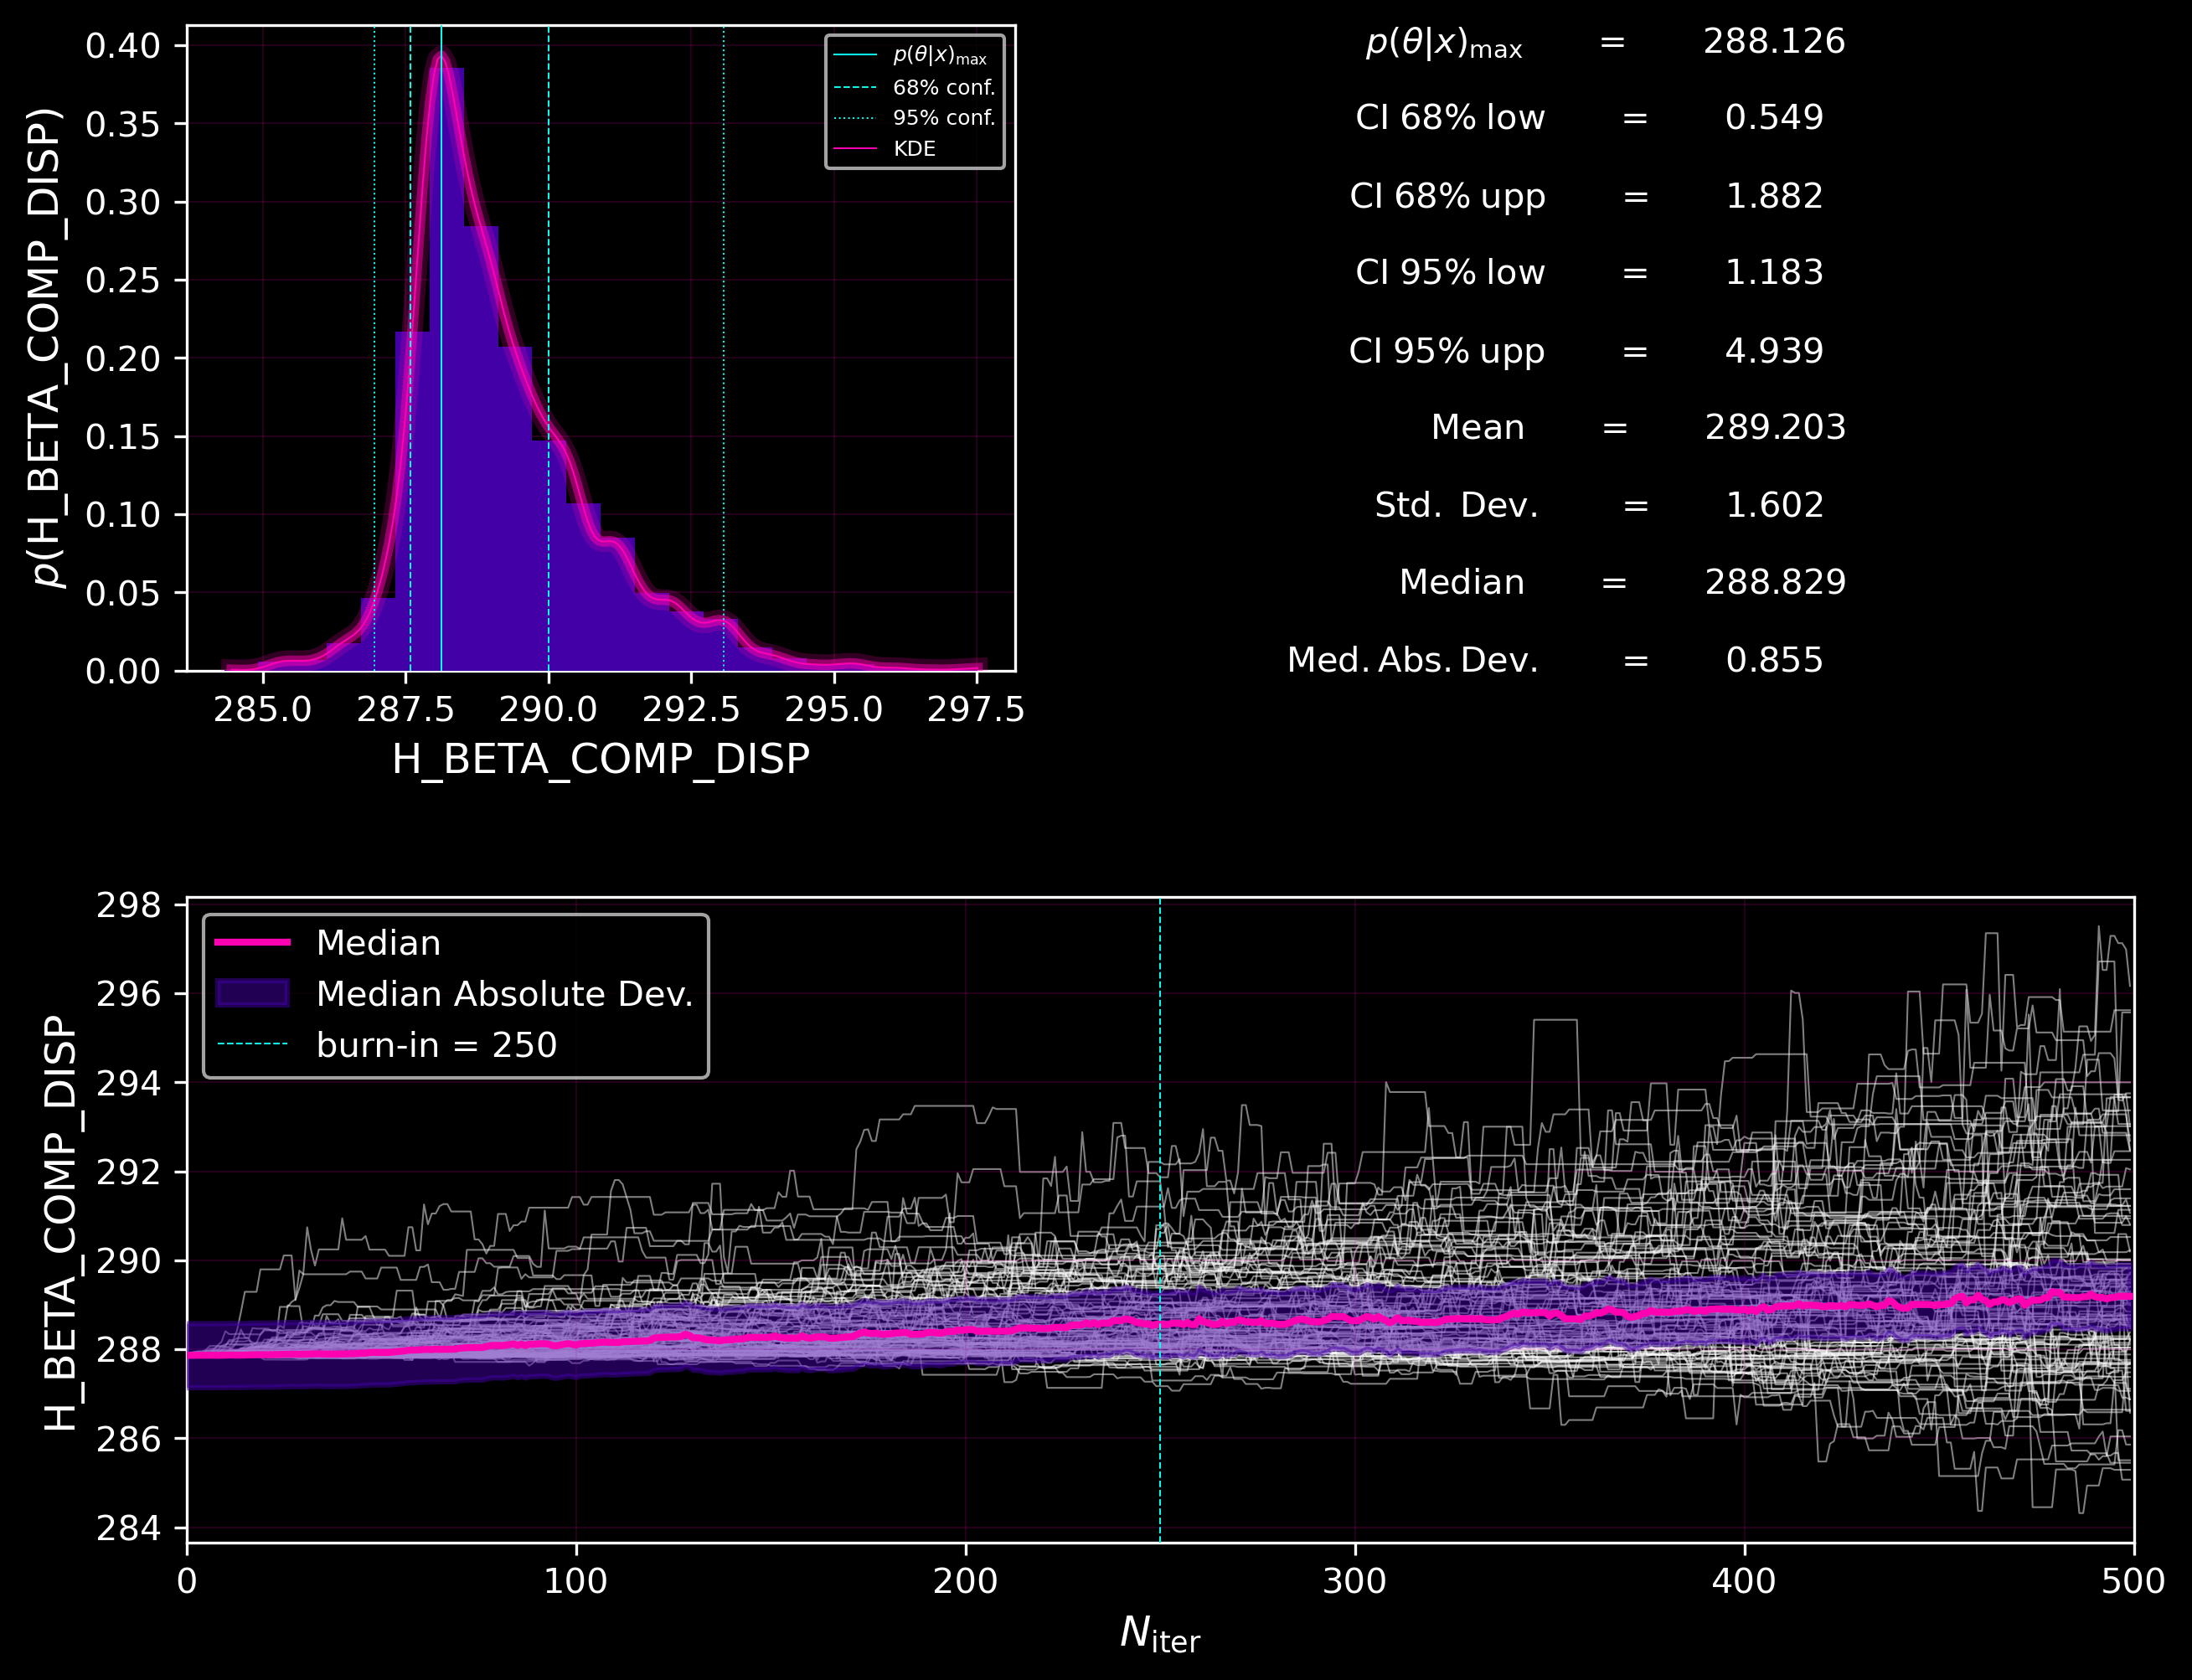 p(H_BETA_COMP_DISP)
0.40
0.35
0.30
0.25
0.20
0.15
0.10
0.05
0.00
285.0 287.5 290.0 292.5 295.0 297.5
H_BETA_COMP_DISP
p(θ|x)max
68% conf.
95% conf.
KDE
p(θ|x)max = 288.126
CI 68% low = 0.549
CI 68% upp = 1.882
CI 95% low = 1.183
CI 95% upp = 4.939
Mean = 289.203
Std. Dev. = 1.602
Median = 288.829
Med. Abs. Dev. = 0.855
H_BETA_COMP_DISP
298
296
294
292
290
288
286
284
Median
Median Absolute Dev.
burn-in = 250
0 100 200 300 400 500
Niter